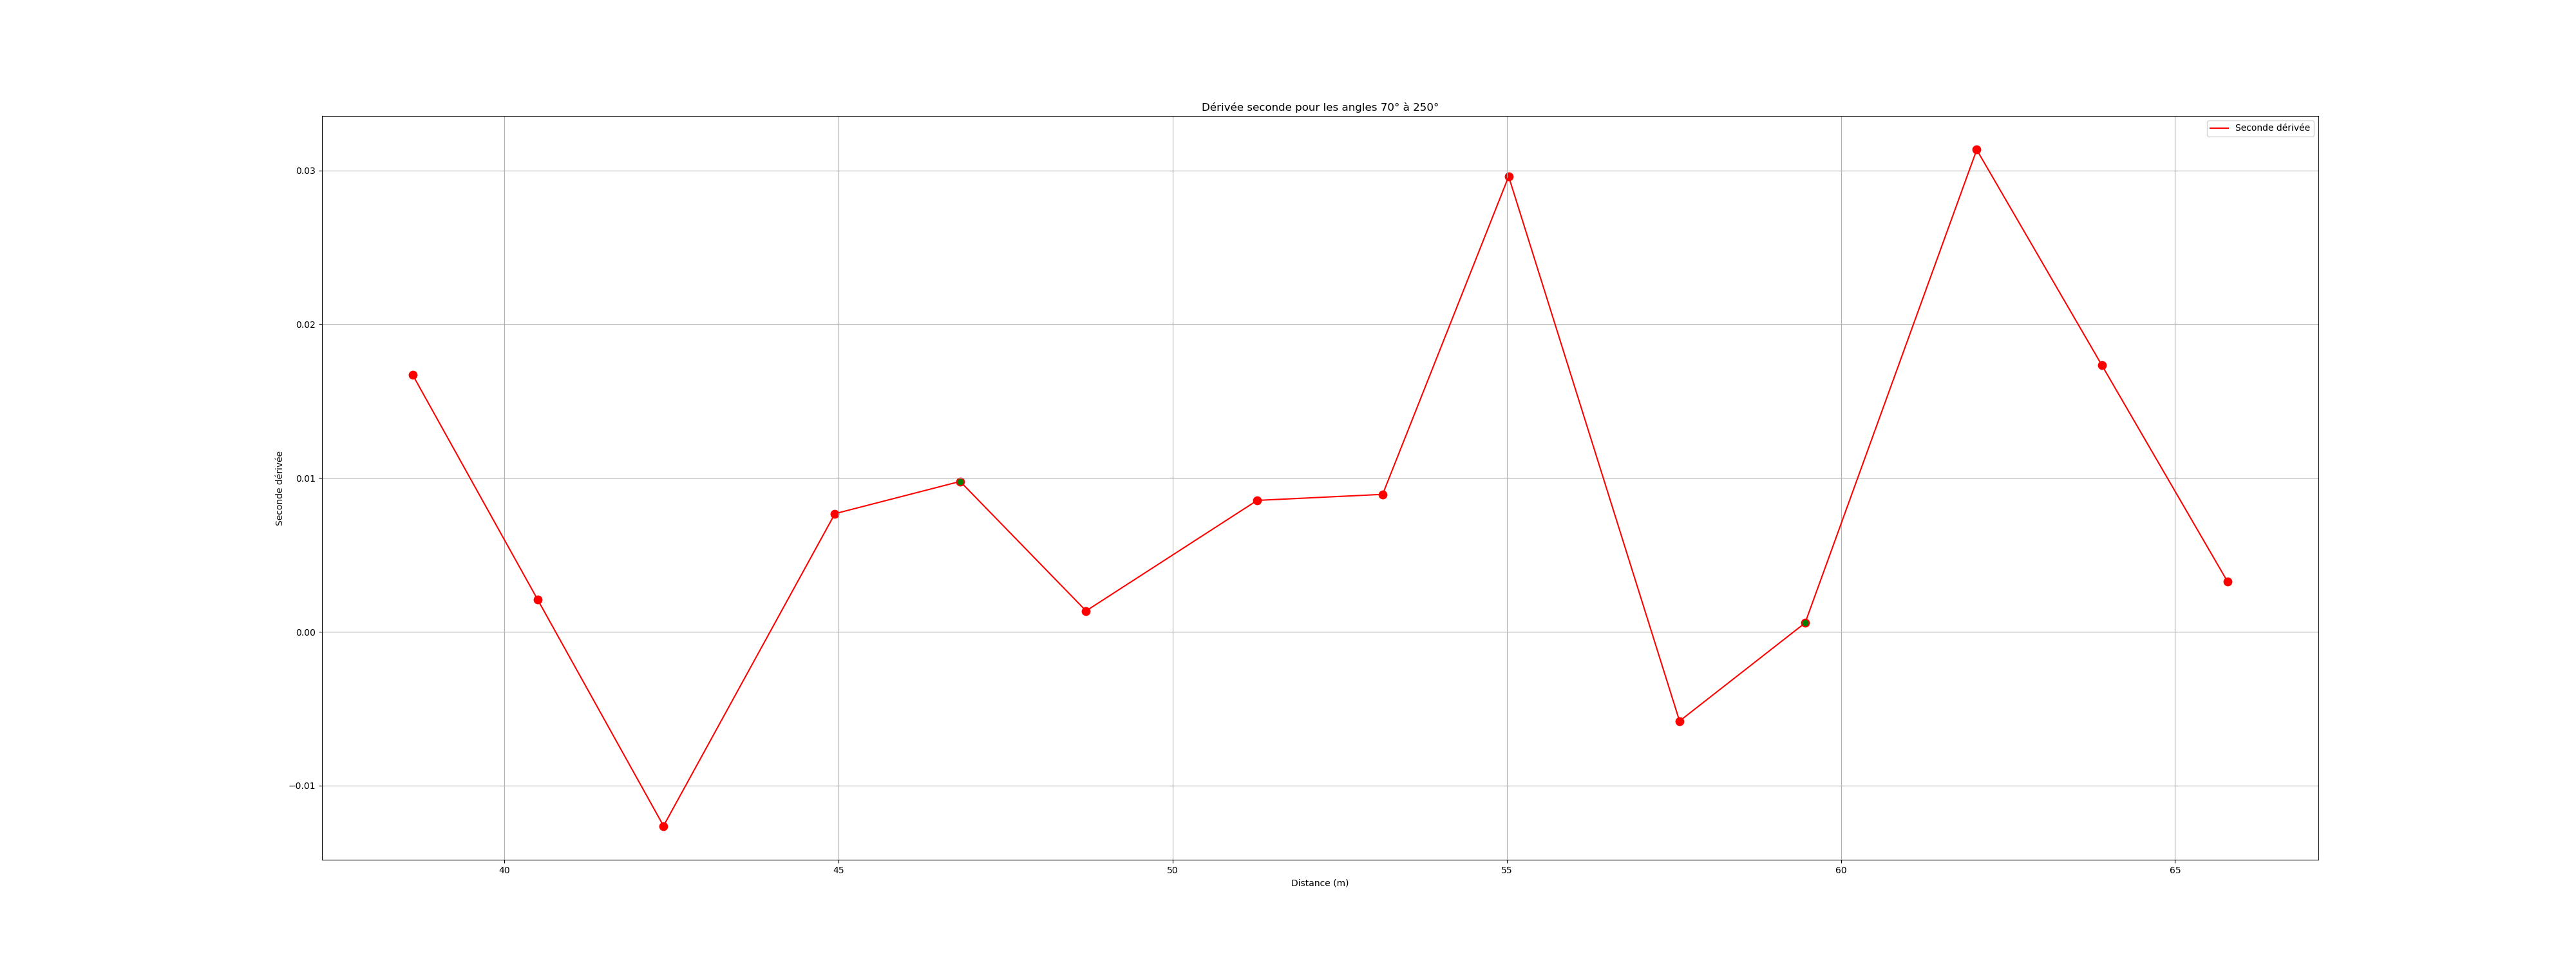 Dérivée seconde pour les angles 70° à 250°
Seconde dérivée
0.03
0.02
0.01
0.00
−0.01
Seconde dérivée
40
45
50
55
60
65
Distance (m)